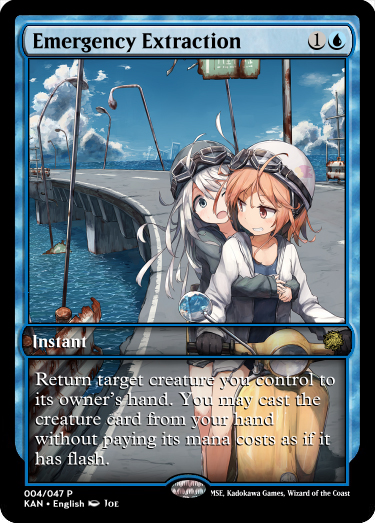 Emergency Extraction 1
Instant
Return target creature you control to
its owner's hand. You may cast the
creature card from your hand
without paying its mana costs as if it
has flash.
004/047 P
KAN • English JOE
MSE, Kadokawa Games, Wizard of the Coast